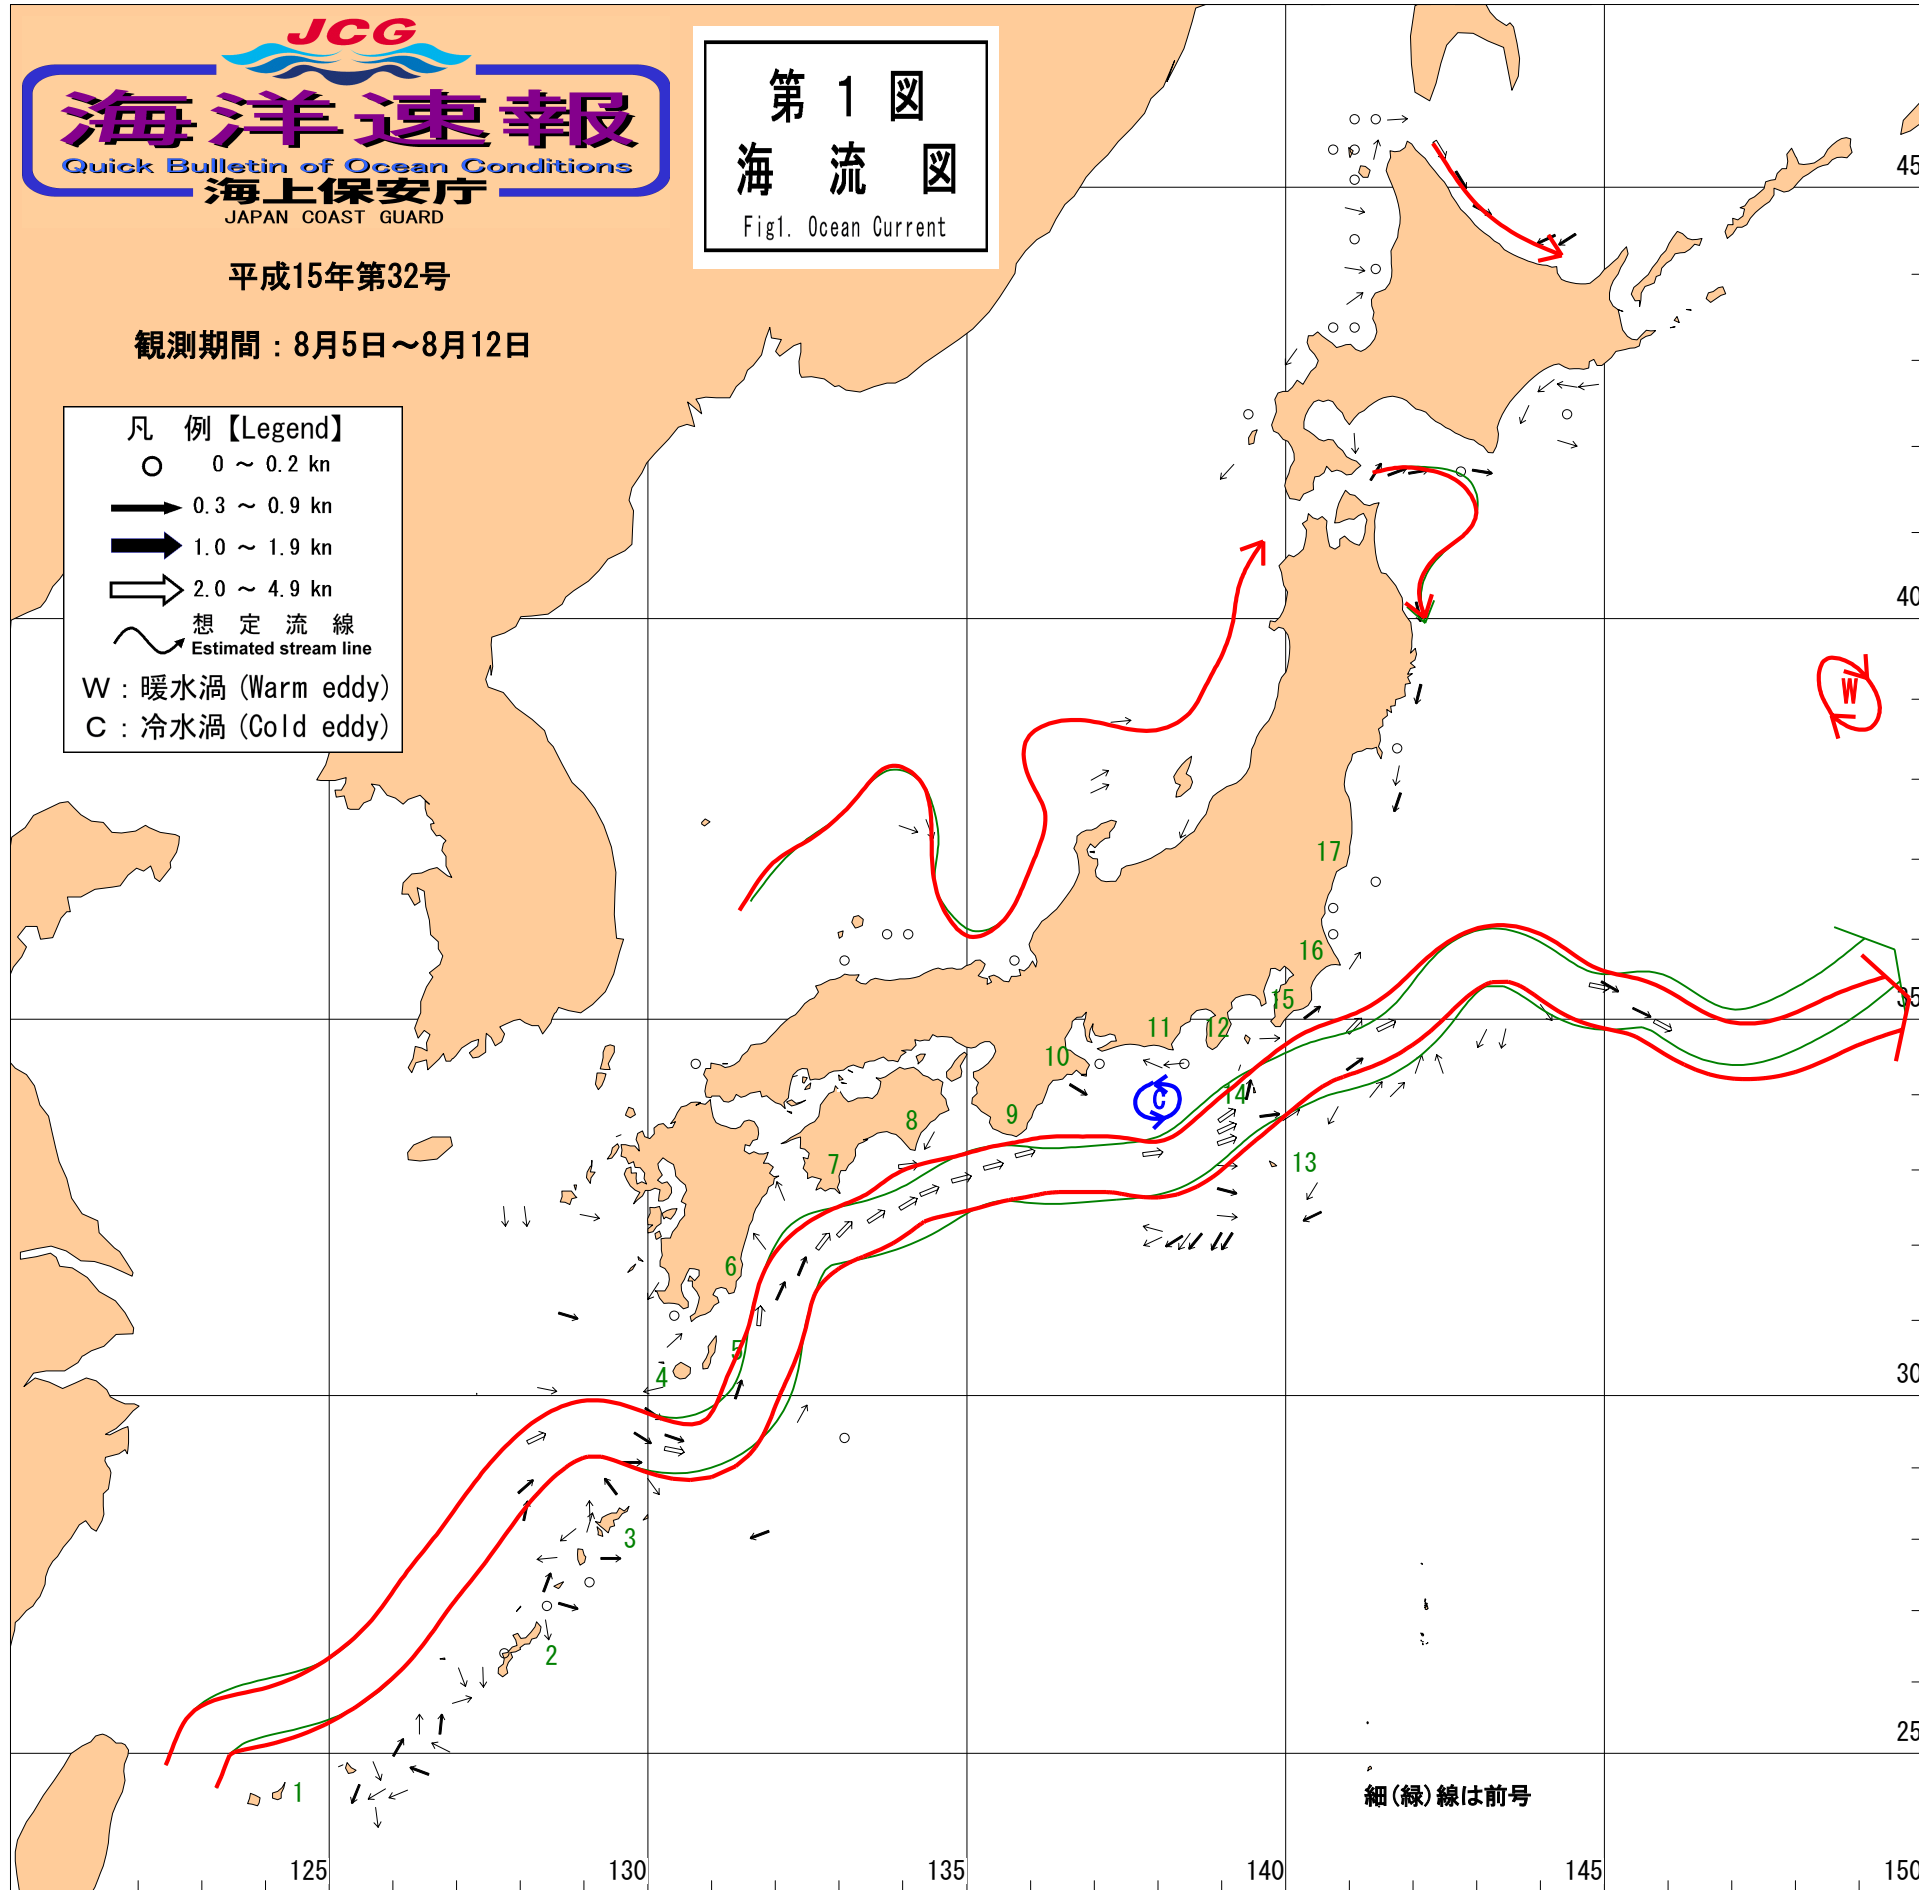 JCG
海洋速報
Quick Bulletin of Ocean Conditions
海上保安庁
JAPAN COAST GUARD
平成15年第32号
観測期間：8月5日～8月12日
第 1 図
海 流 図
Fig1. Ocean Current
凡 例【Legend】
0 ～ 0.2 kn
0.3 ～ 0.9 kn
1.0 ～ 1.9 kn
2.0 ～ 4.9 kn
想 定 流 線
Estimated stream line
W：暖水渦 (Warm eddy)
C：冷水渦 (Cold eddy)
45
40
W
17
16
35
15
14
13
12
11
10
C
9
8
7
6
5
4
30
3
2
25
1
細(緑)線は前号
125
130
135
140
145
150